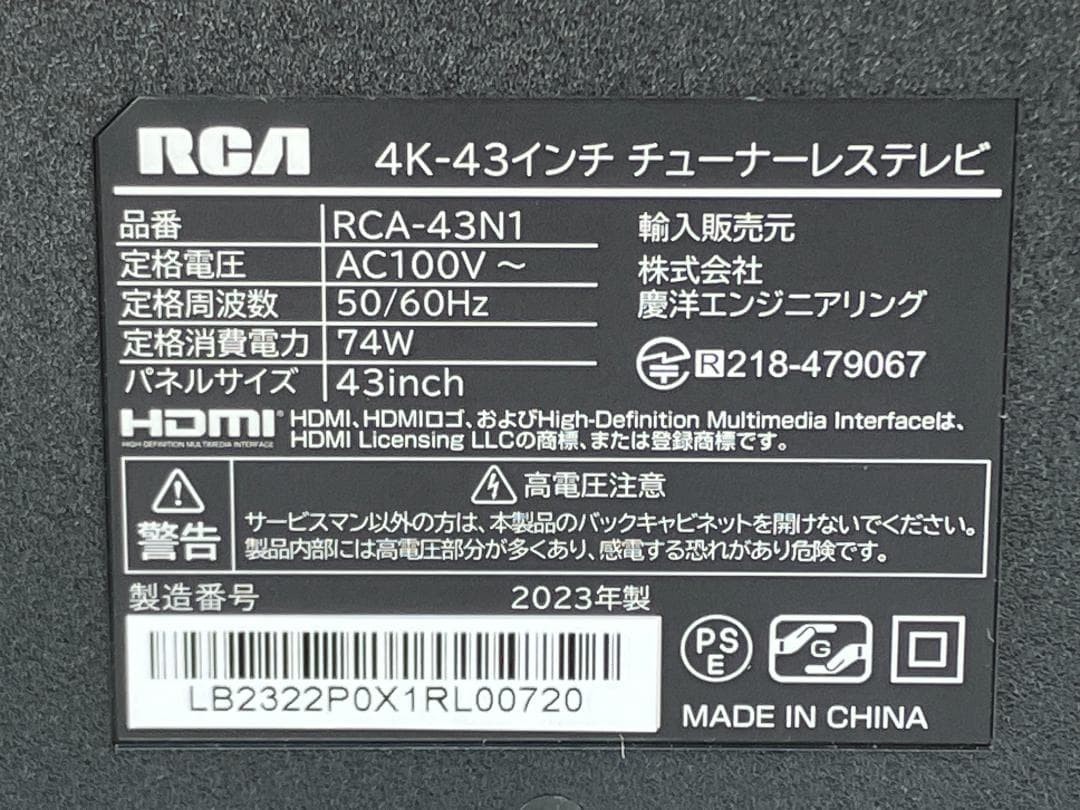 RCA 4K-43インチ チューナーレステレビ
品番 RCA-43N1
定格電圧 AC100V ～
定格周波数 50/60Hz
定格消費電力 74W
パネルサイズ 43inch
輸入販売元
株式会社
慶洋エンジニアリング
R 218-479067
HDMI HDMI、HDMIロゴ、およびHigh-Definition Multimedia Interfaceは、
HIGH-DEFINITION MULTIMEDIA INTERFACE HDMI Licensing LLCの商標、または登録商標です。
警告
高電圧注意
サービスマン以外の方は、本製品のバックキャビネットを開けないでください。
製品内部には高電圧部分が多くあり、感電する恐れがあり危険です。
製造番号 2023年製
LB2322P0X1RL00720
PS
E
G
MADE IN CHINA